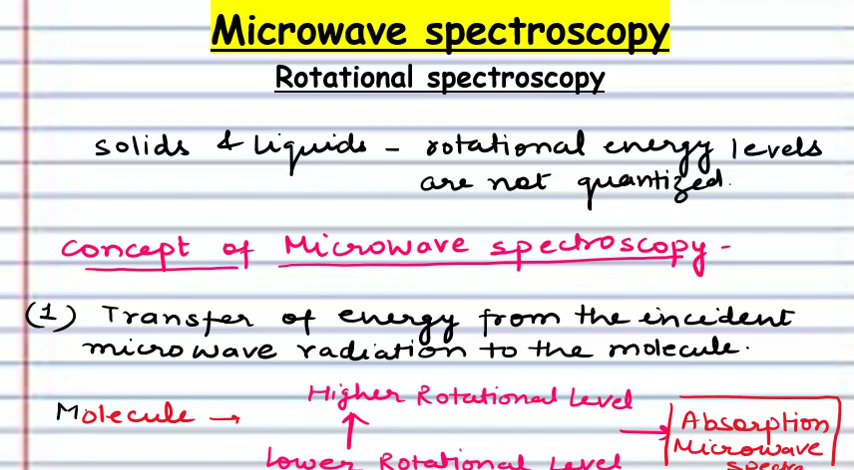 Microwave spectroscopy
Rotational spectroscopy
solids & liquids - rotational energy levels
are not quantized.
Concept of Microwave spectroscopy -
(1) Transfer of energy from the incident
microwave radiation to the molecule.
Higher Rotational Level
Molecule →
↑
→ Absorption
Microwave
spectra
Lower Rotational Level